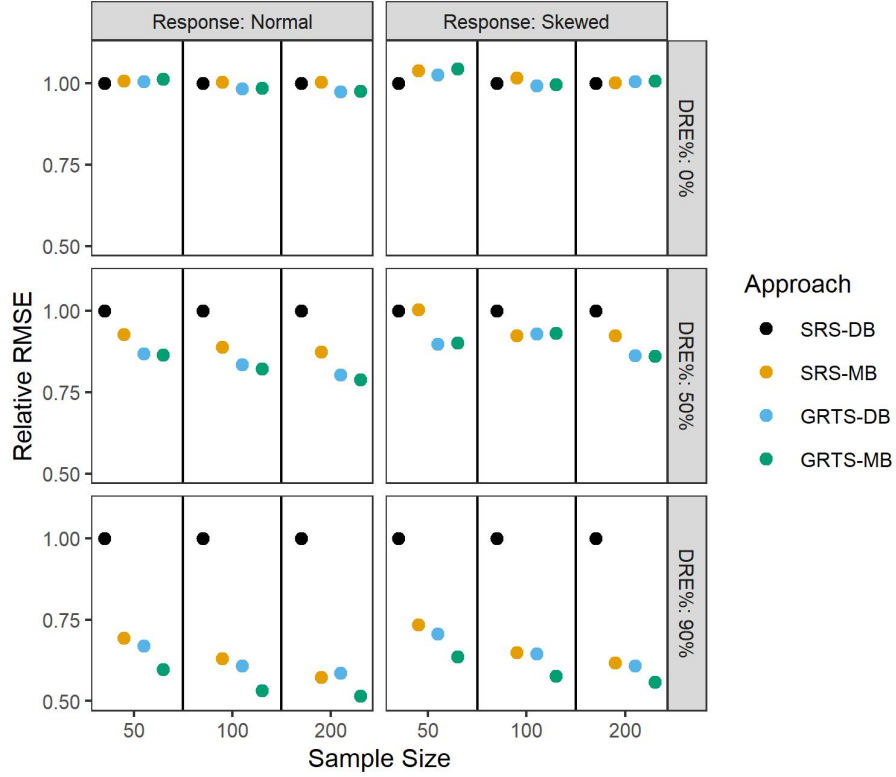 Response: Normal
Response: Skewed
1.00
0.75
0.50
DRE%: 0%
1.00
0.75
0.50
DRE%: 50%
1.00
0.75
0.50
DRE%: 90%
50
100
200
50
100
200
Relative RMSE
Sample Size
Approach
SRS-DB
SRS-MB
GRTS-DB
GRTS-MB